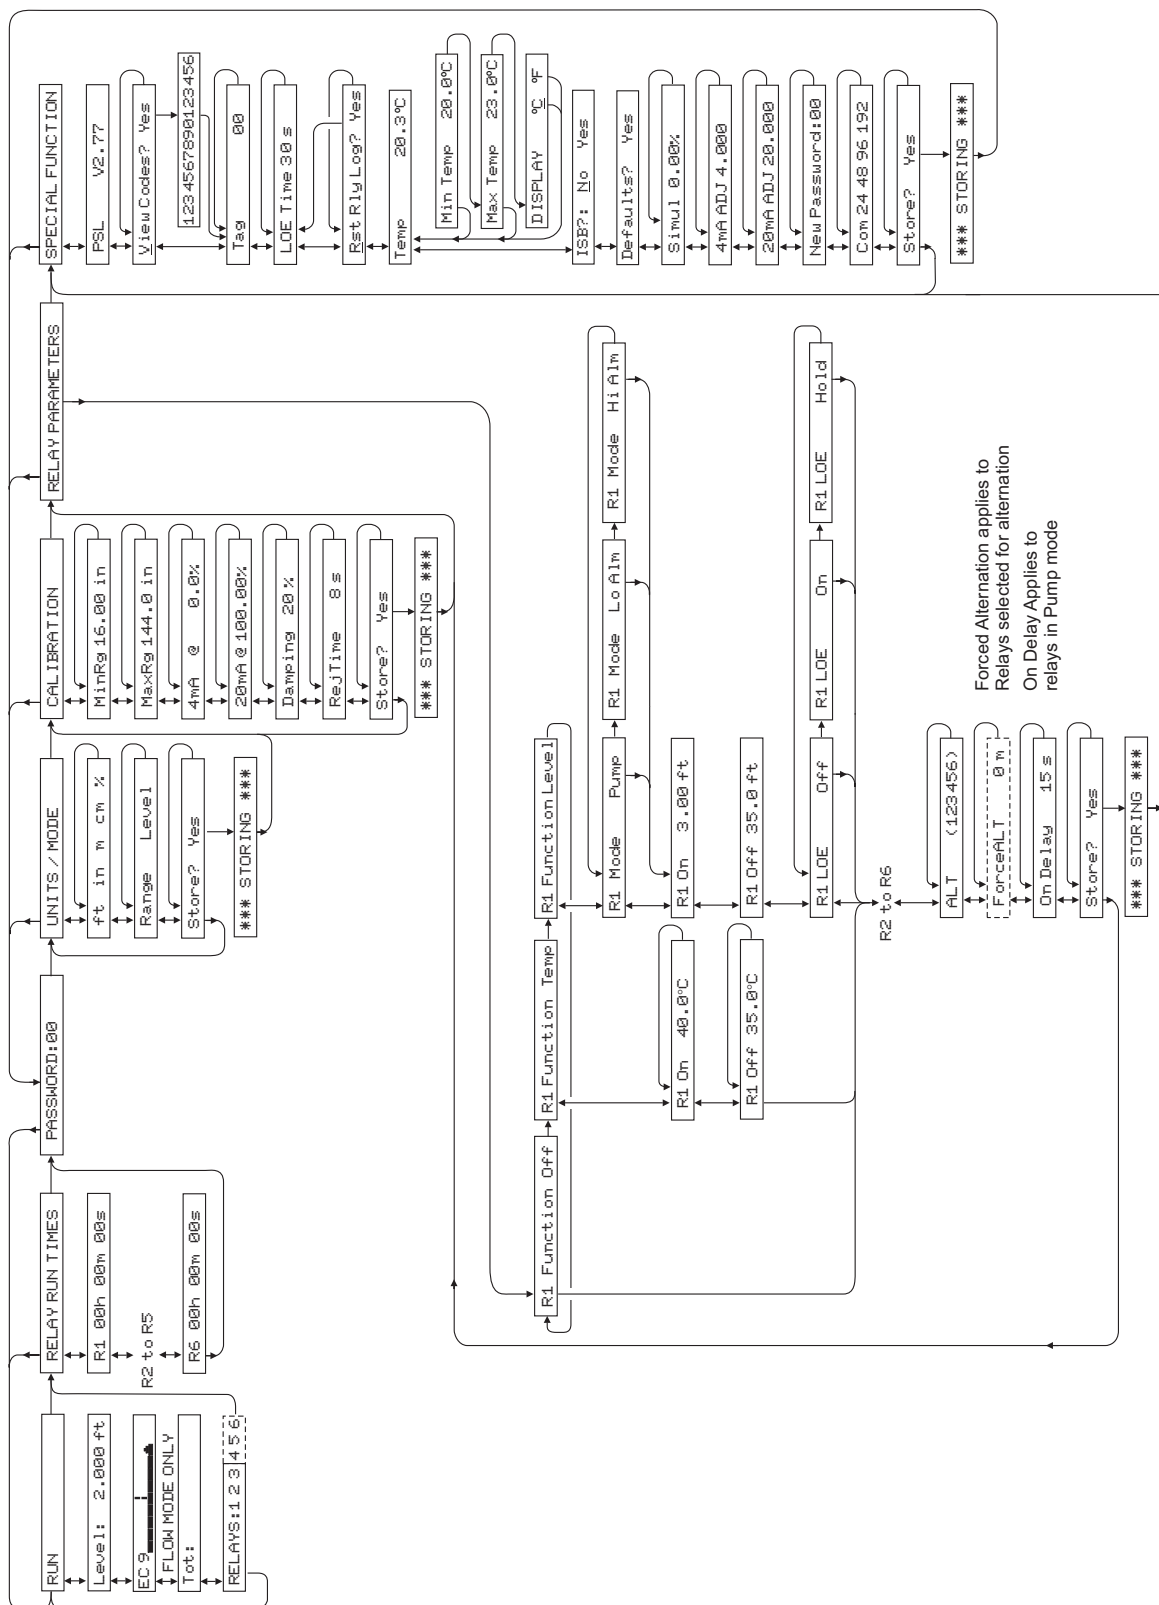 RUN
Level: 2.000 ft
EC 9
FLOW MODE ONLY
Tot:
RELAYS:1 2 3 4 5 6
RELAY RUN TIMES
R1 00h 00m 00s
R2 to R5
R6 00h 00m 00s
PASSWORD:00
UNITS / MODE
ft in m cm %
Range Level
Store? Yes
*** STORING ***
CALIBRATION
MinRg 16.00 in
MaxRg 144.0 in
4mA @ 0.0%
20mA @ 100.00%
Damping 20 %
RejTime 8 s
Store? Yes
*** STORING ***
RELAY PARAMETERS
R1 Function Off
R1 Function Temp
R1 Function Level
R1 On 40.0°C
R1 Off 35.0°C
R1 Mode Pump
R1 Mode Lo Alm
R1 Mode Hi Alm
R1 On 3.00 ft
R1 Off 35.0 ft
R1 LOE Off
R1 LOE On
R1 LOE Hold
R2 to R6
ALT (123456)
ForceALT 0 m
On Delay 15 s
Store? Yes
*** STORING ***
Forced Alternation applies to
Relays selected for alternation
On Delay Applies to
relays in Pump mode
SPECIAL FUNCTION
PSL V2.77
View Codes? Yes
1234567890123456
Tag 00
LOE Time 30 s
Rst Rly Log? Yes
Temp 20.3°C
Min Temp 20.0°C
Max Temp 23.0°C
DISPLAY °C °F
ISB?: No Yes
Defaults? Yes
Simul 0.00%
4mA ADJ 4.000
20mA ADJ 20.000
New Password:00
Com 24 48 96 192
Store? Yes
*** STORING ***